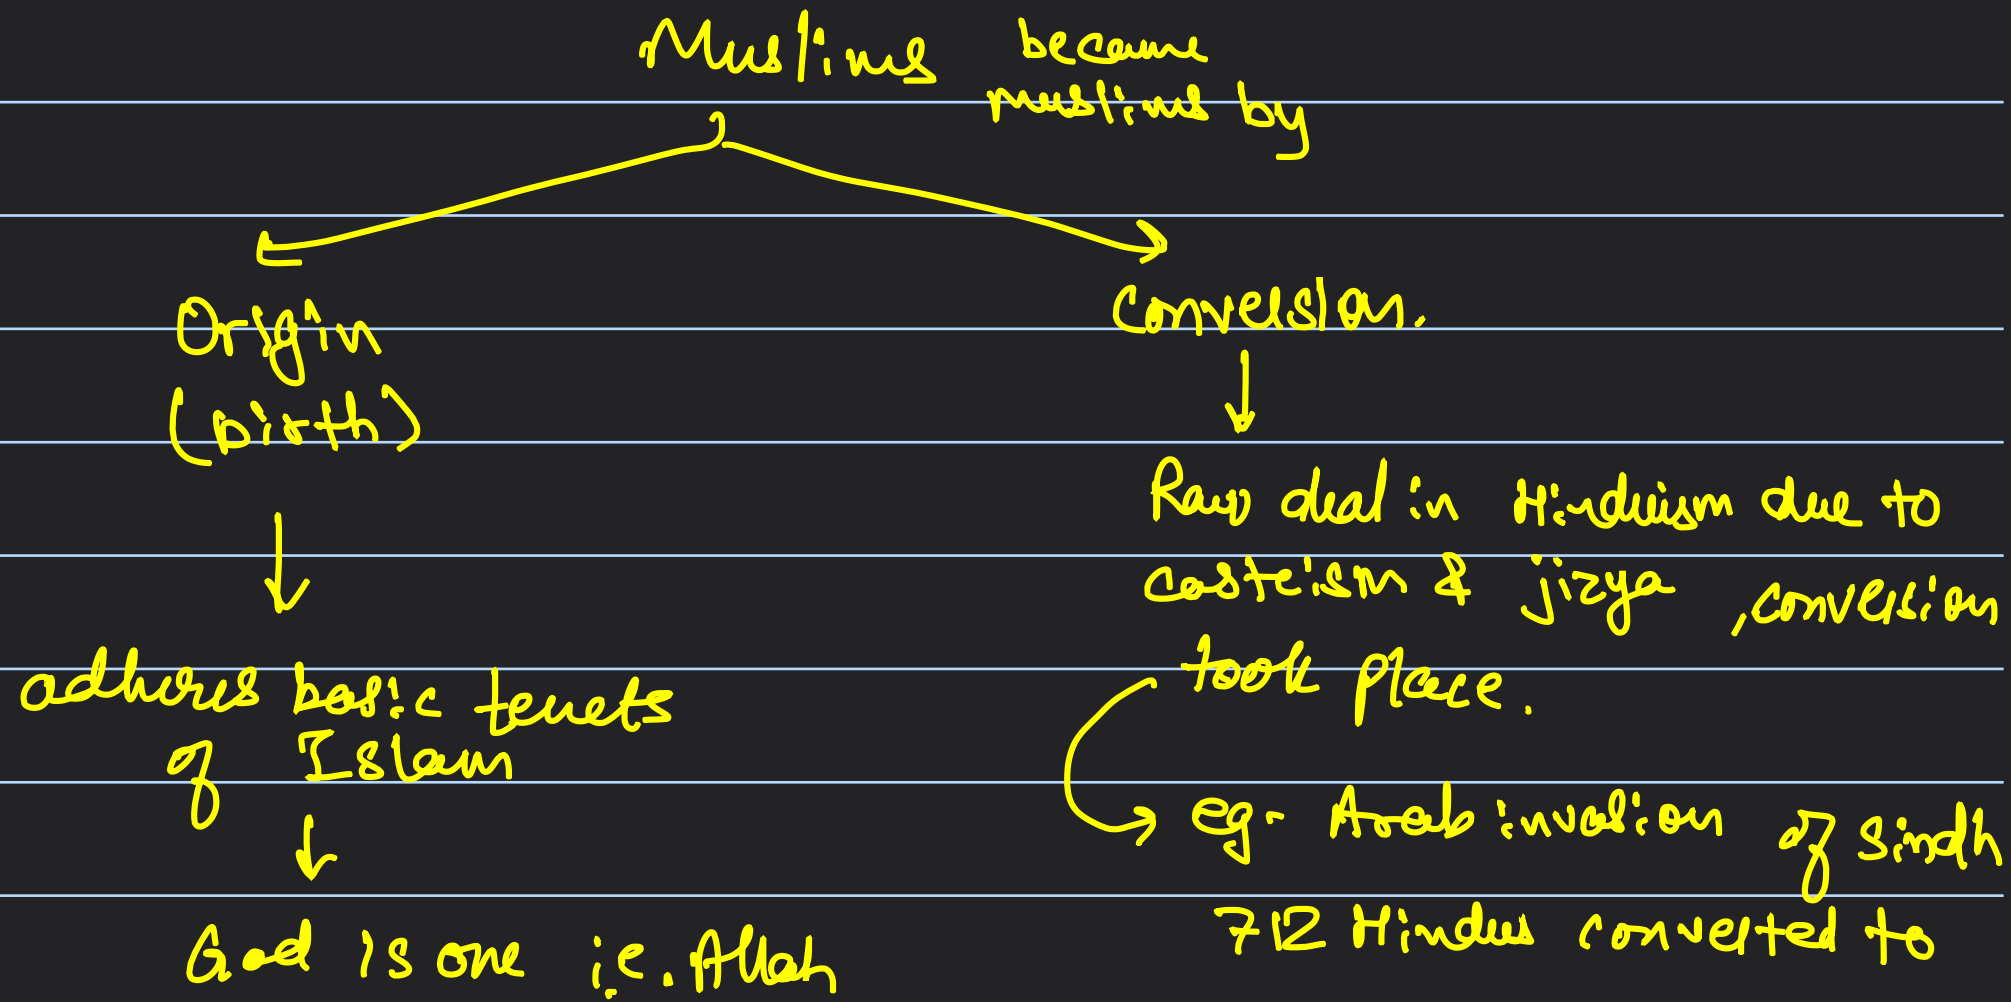 Muslims became
muslims by
Origin
(birth)
adheres basic tenets
of Islam
God is one i.e. Allah
Conversion.
Raw deal in Hinduism due to
casteism & jizya , conversion
took place.
eg- Arab invasion of Sindh
712 Hindus converted to